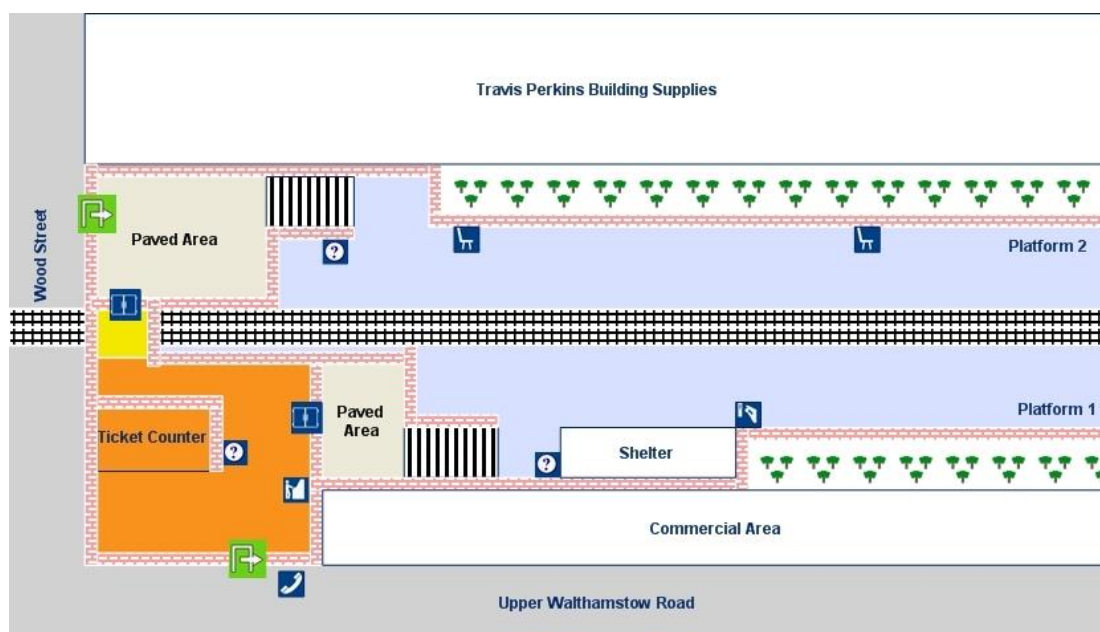 Travis Perkins Building Supplies
Wood Street
Paved Area
?
Platform 2
Paved
Area
Platform 1
Ticket Counter
?
Shelter
?
Commercial Area
Upper Walthamstow Road